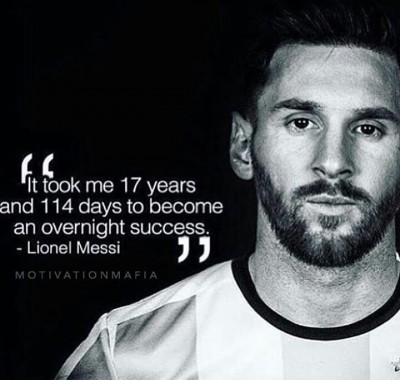 “It took me 17 years
and 114 days to become
an overnight success.
- Lionel Messi ”
MOTIVATIONMAFIA